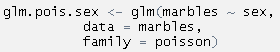 glm.pois.sex <- glm(marbles ~ sex,
data = marbles,
family = poisson)